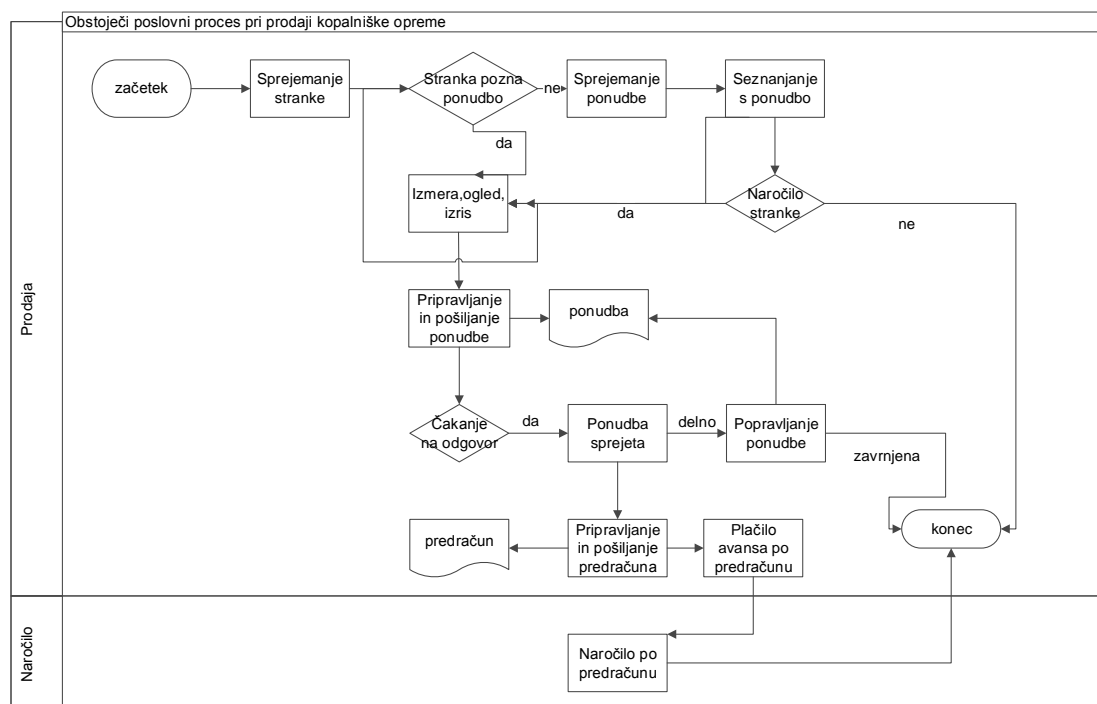 Obstoječi poslovni proces pri prodaji kopalniške opreme
Prodaja
začetek
Sprejemanje
stranke
Stranka pozna
ponudbo
ne
Sprejemanje
ponudbe
Seznanjanje
s ponudbo
da
Izmera,ogled,
izris
da
Naročilo
stranke
ne
Pripravljanje
in pošiljanje
ponudbe
ponudba
Čakanje
na odgovor
da
Ponudba
sprejeta
delno
Popravljanje
ponudbe
zavrnjena
predračun
Pripravljanje
in pošiljanje
predračuna
Plačilo
avansa po
predračunu
konec
Naročilo
Naročilo po
predračunu